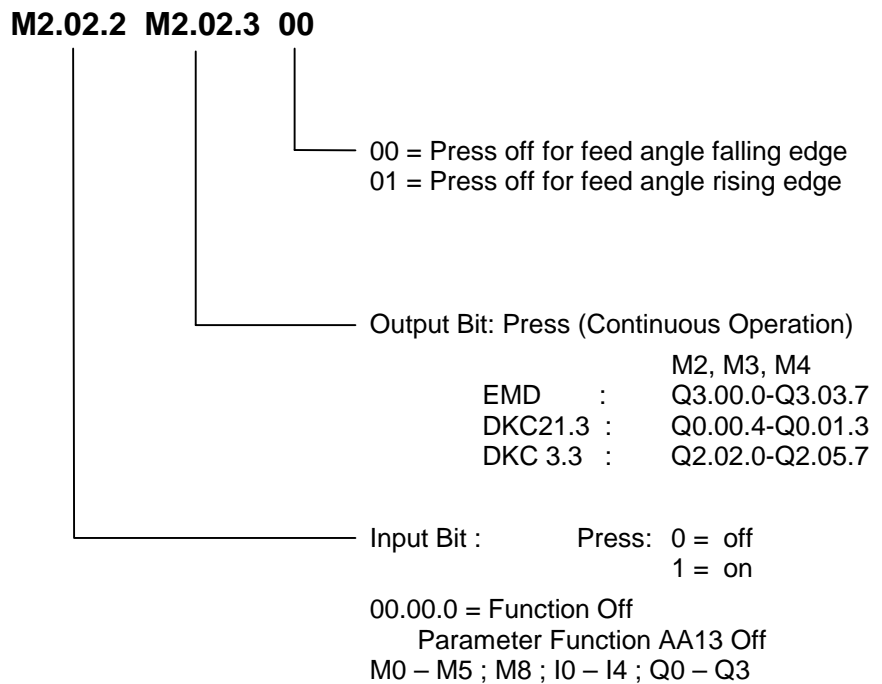 M2.02.2 M2.02.3 00
00 = Press off for feed angle falling edge
01 = Press off for feed angle rising edge
Output Bit: Press (Continuous Operation)
M2, M3, M4
EMD : Q3.00.0-Q3.03.7
DKC21.3 : Q0.00.4-Q0.01.3
DKC 3.3 : Q2.02.0-Q2.05.7
Input Bit : Press: 0 = off
1 = on
00.00.0 = Function Off
Parameter Function AA13 Off
M0 – M5 ; M8 ; I0 – I4 ; Q0 – Q3